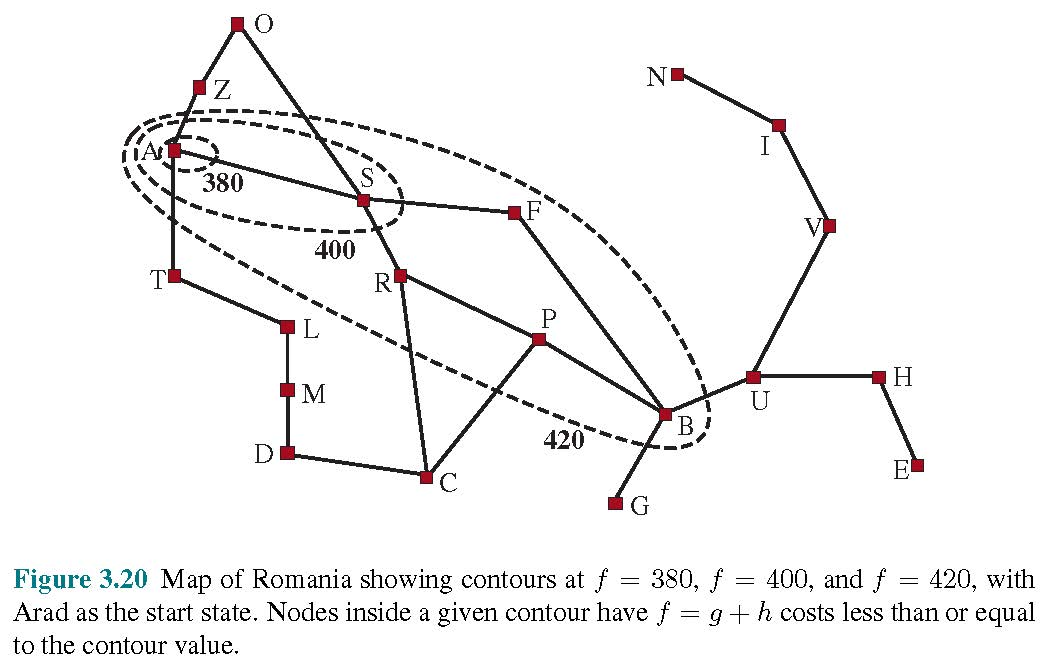 O
N
Z
I
A
S
380
F
V
400
T
R
P
L
H
M
U
B
420
D
E
C
G
Figure 3.20 Map of Romania showing contours at f = 380, f = 400, and f = 420, with
Arad as the start state. Nodes inside a given contour have f = g + h costs less than or equal
to the contour value.